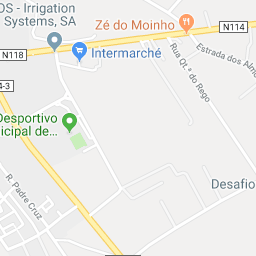 OS - Irrigation
Systems, SA
Zé do Moinho
N114
N118
Intermarché
Estrada dos Almo
Rua Qt.ª do Rego
4-3
Desportivo
icipal de...
R. Padre Cruz
Desafio